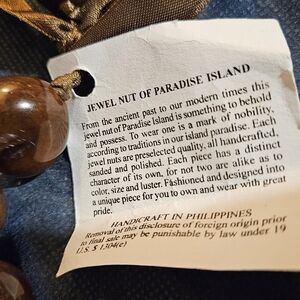 JEWEL NUT OF PARADISE ISLAND
From the ancient past to our modern times this
jewel nut of Paradise Island is something to behold
and possess. To wear one is a mark of nobility,
according to traditions in our island paradise. Each
jewel nuts are preselected quality, all handcrafted,
sanded and polished. Each piece has a distinct
character of its own, for not two are alike as to
color, size and luster. Fashioned and designed into
a unique piece for you to own and wear with great
pride.
HANDICRAFT IN PHILIPPINES
Removal of this disclosure of foreign origin prior
to final sale may be punishable by law under 19
U.S. $ 1304(e)